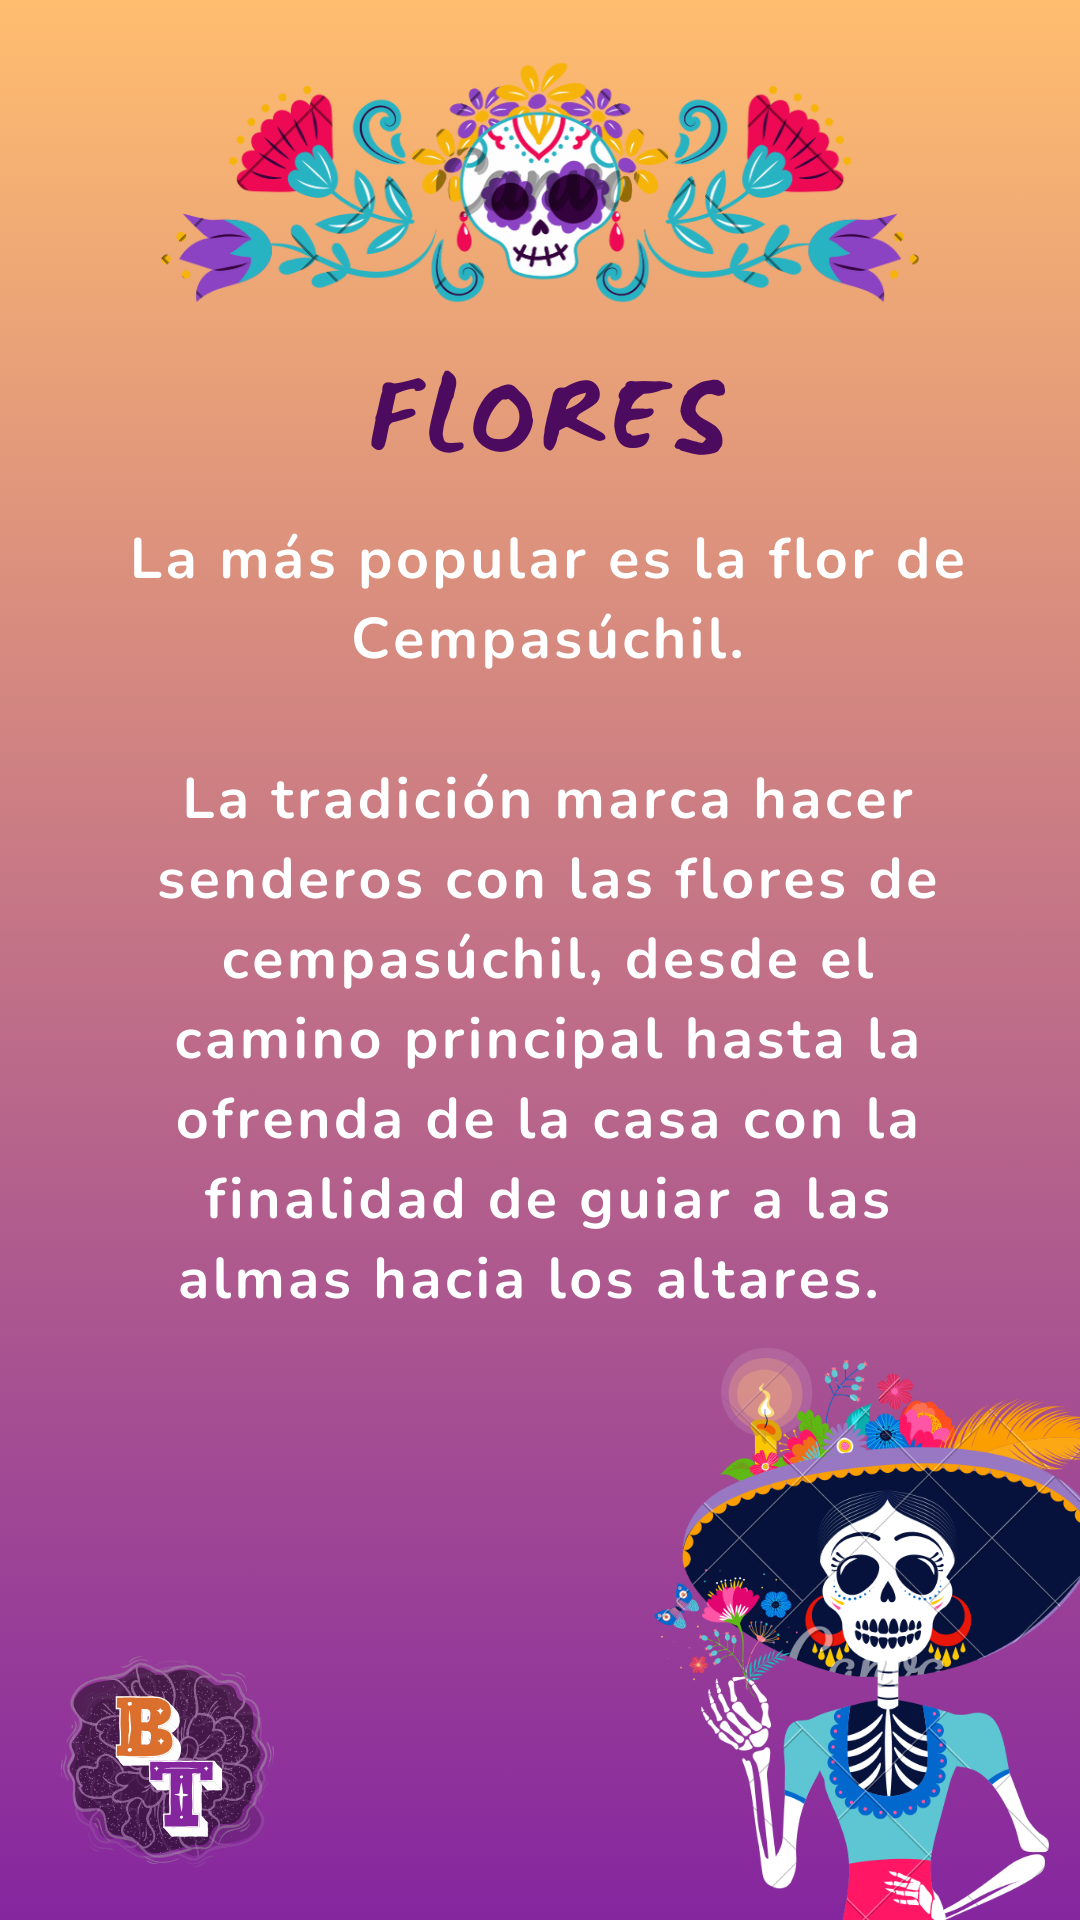 Canva
FLORES
La más popular es la flor de
Cempasúchil.
La tradición marca hacer
senderos con las flores de
cempasúchil, desde el
camino principal hasta la
ofrenda de la casa con la
finalidad de guiar a las
almas hacia los altares.
Canva
B
T